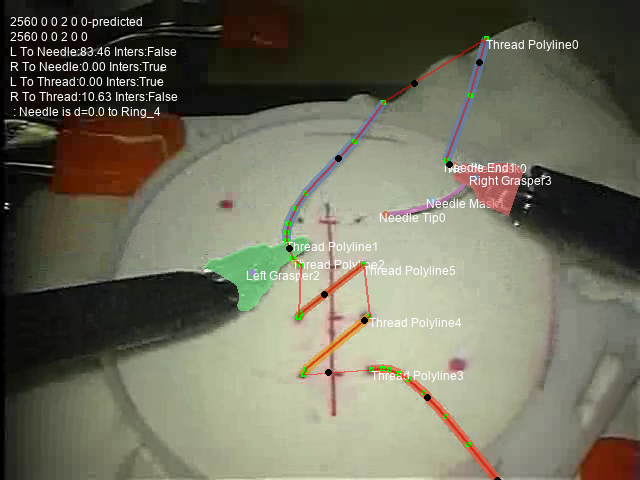 2560 0 0 2 0 0-predicted
2560 0 0 2 0 0
L To Needle:83.46 Inters:False
R To Needle:0.00 Inters:True
L To Thread:0.00 Inters:True
R To Thread:10.63 Inters:False
: Needle is d=0.0 to Ring_4
Thread Polyline0
Needle End1
Right Grasper3
Needle Mask
Needle Tip0
Thread Polyline1
Thread Polyline2
Left Grasper2
Thread Polyline5
Thread Polyline4
Thread Polyline3